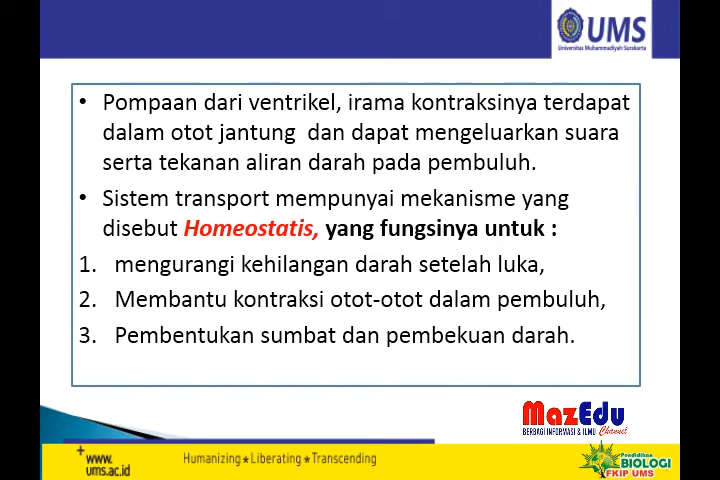 UMS
Universitas Muhammadiyah Surakarta
• Pompaan dari ventrikel, irama kontraksinya terdapat
dalam otot jantung dan dapat mengeluarkan suara
serta tekanan aliran darah pada pembuluh.
• Sistem transport mempunyai mekanisme yang
disebut Homeostatis, yang fungsinya untuk :
1. mengurangi kehilangan darah setelah luka,
2. Membantu kontraksi otot-otot dalam pembuluh,
3. Pembentukan sumbat dan pembekuan darah.
MazEdu
BERBAGI INFORMASI & ILMU Channel
www.
ums.ac.id
Humanizing★Liberating★Transcending
Pendidikan
BIOLOGI
FKIP UMS